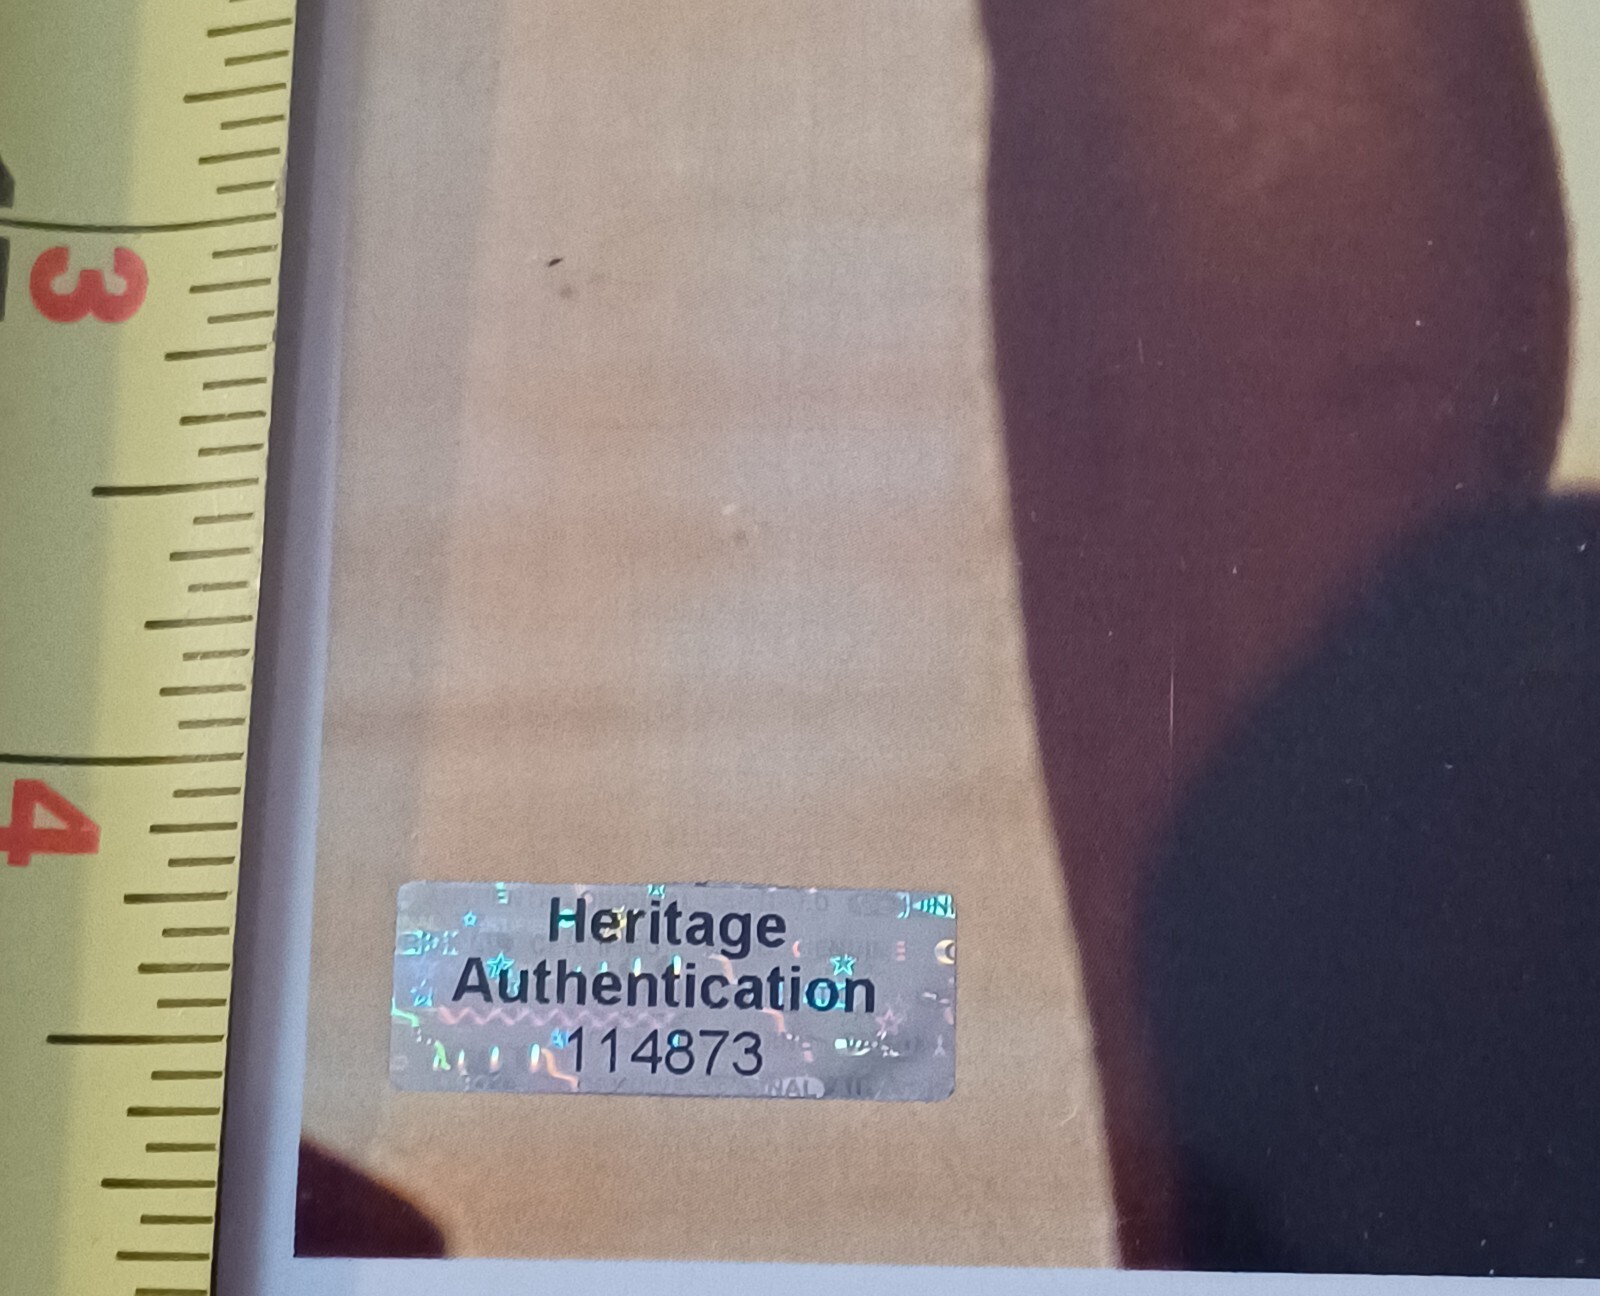 3
4
Heritage
Authentication
114873